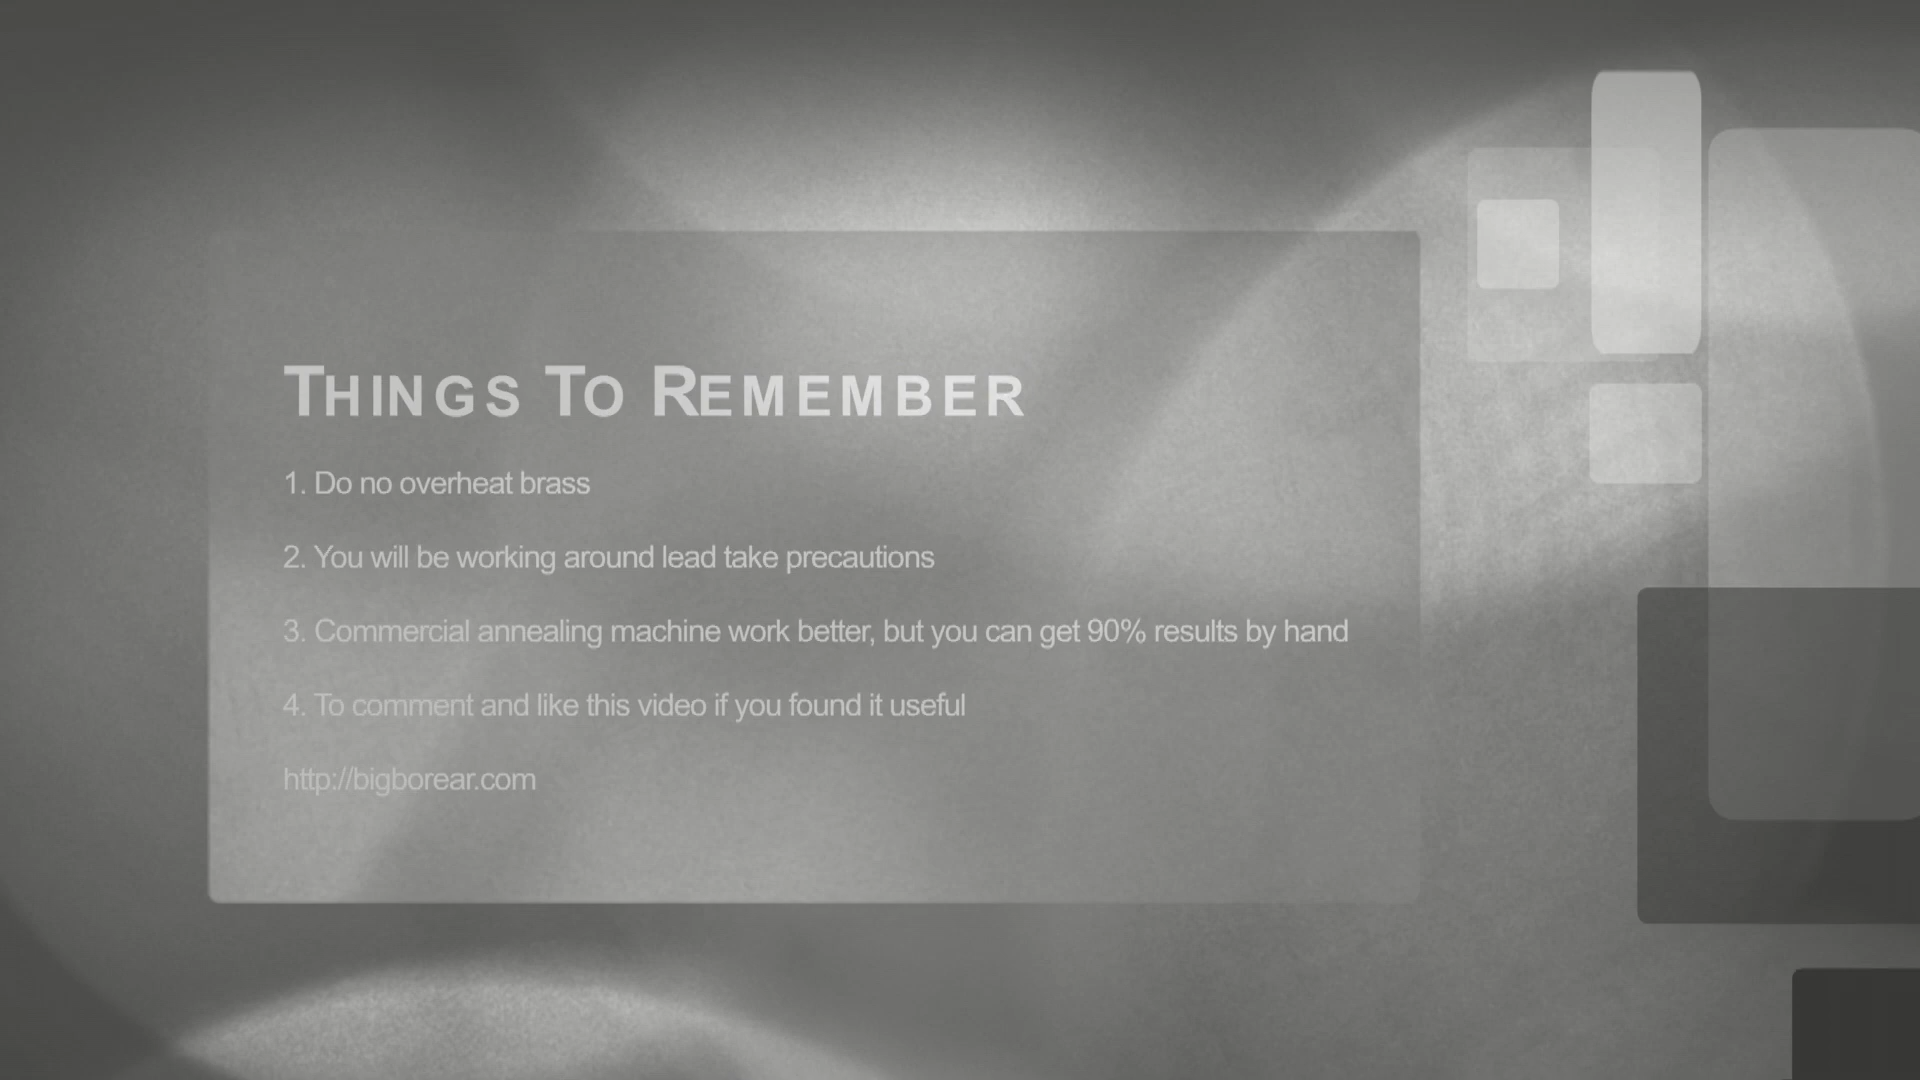 Things To Remember
1. Do no overheat brass
2. You will be working around lead take precautions
3. Commercial annealing machine work better, but you can get 90% results by hand
4. To comment and like this video if you found it useful
http://bigborear.com